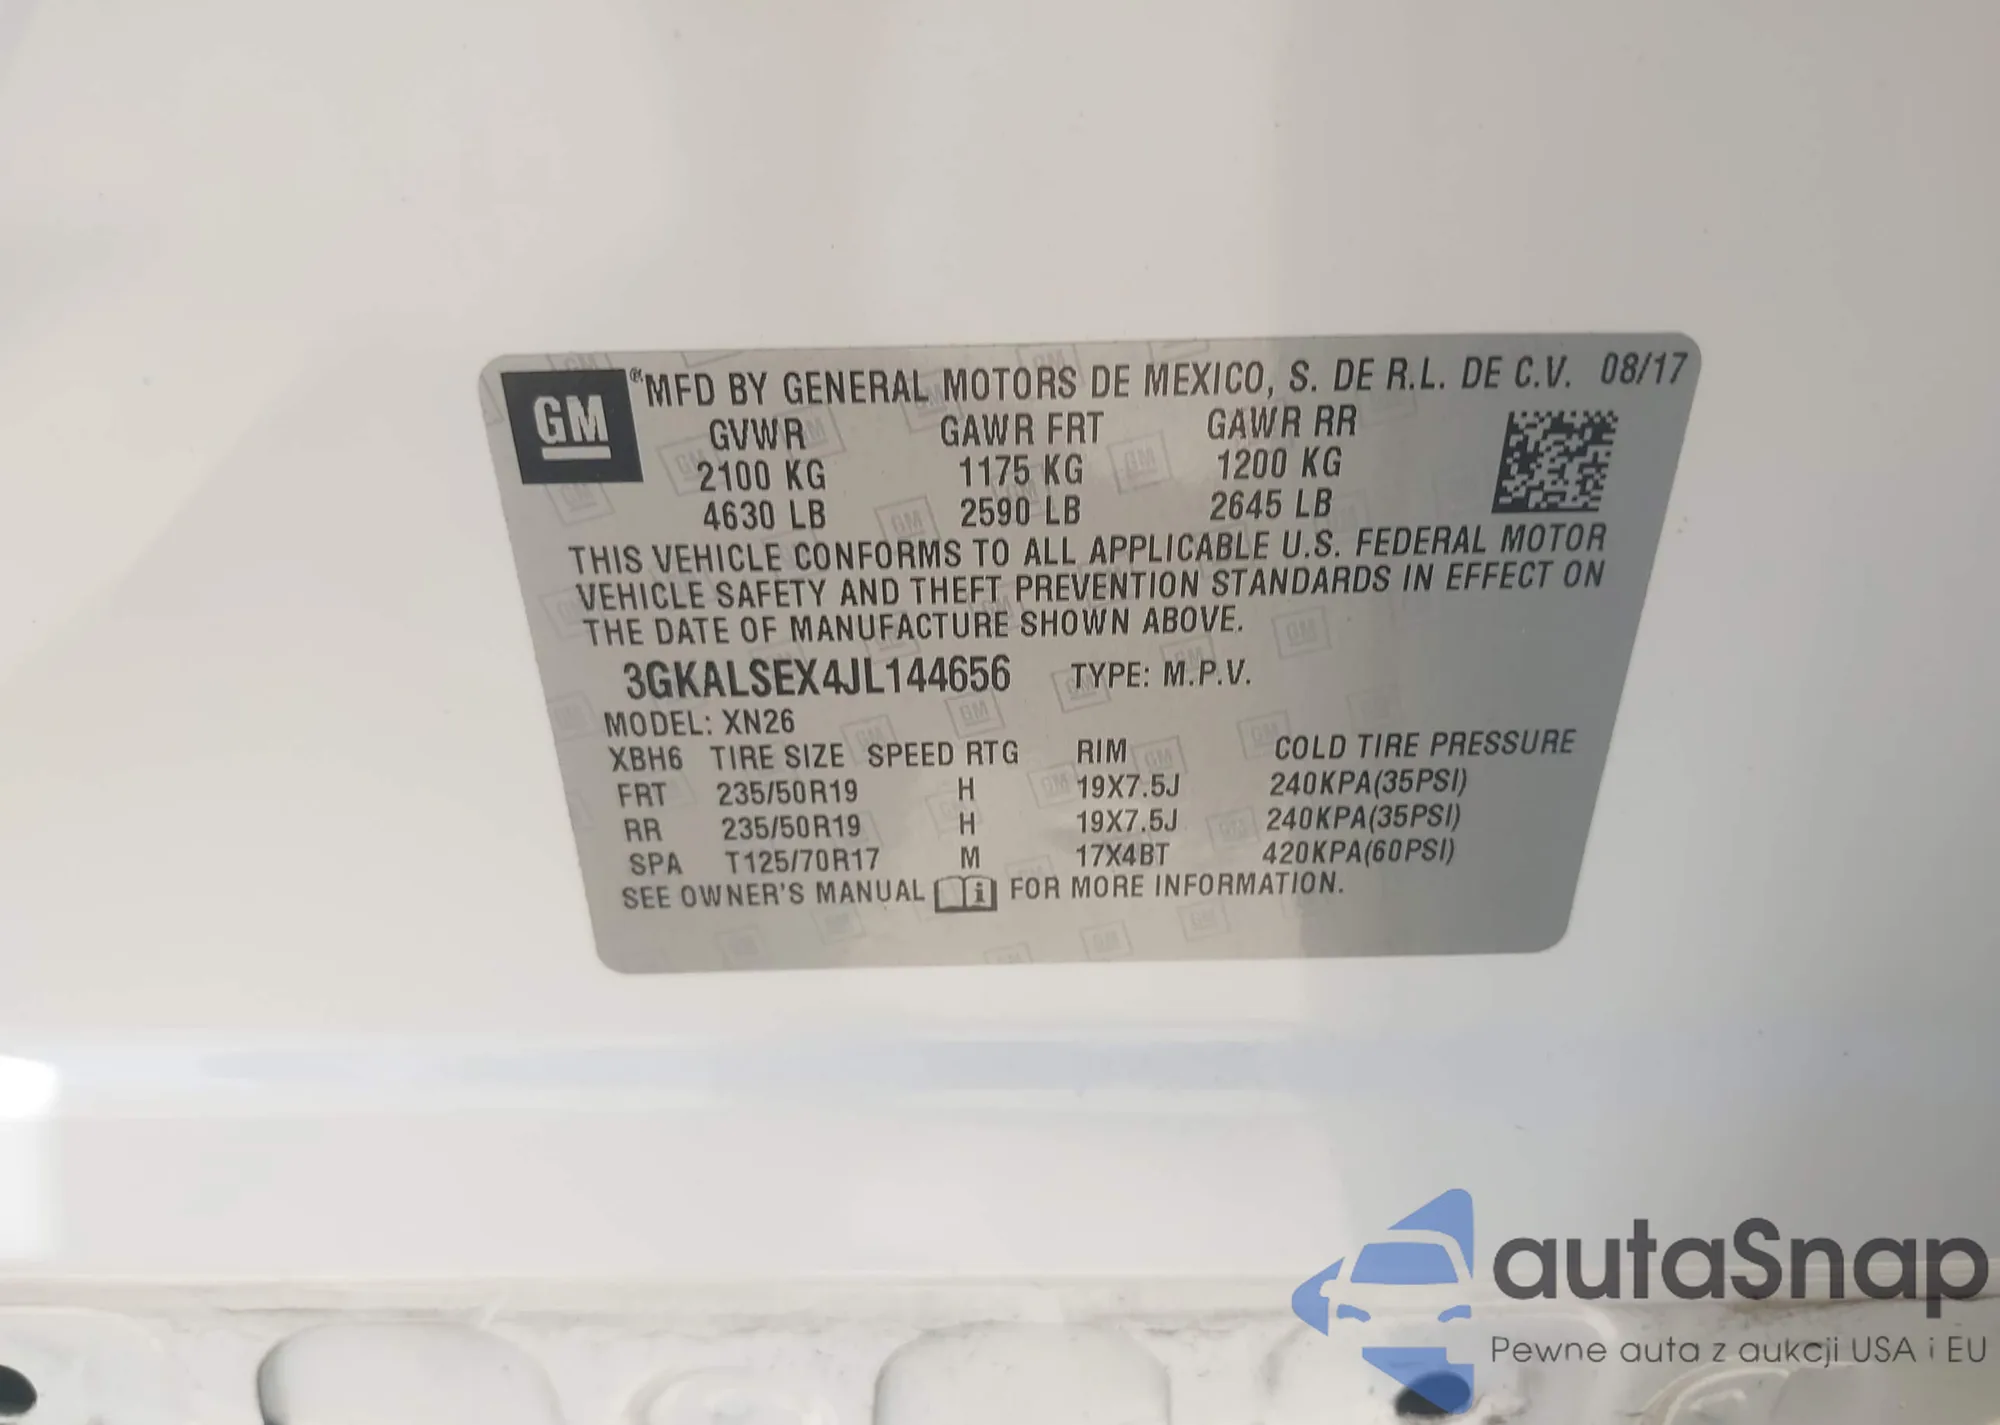 GM ® MFD BY GENERAL MOTORS DE MEXICO, S. DE R.L. DE C.V. 08/17
GVWR GAWR FRT GAWR RR
2100 KG 1175 KG 1200 KG
4630 LB 2590 LB 2645 LB
THIS VEHICLE CONFORMS TO ALL APPLICABLE U.S. FEDERAL MOTOR
VEHICLE SAFETY AND THEFT PREVENTION STANDARDS IN EFFECT ON
THE DATE OF MANUFACTURE SHOWN ABOVE.
3GKALSEX4JL144656 TYPE: M.P.V.
MODEL: XN26
XBH6 TIRE SIZE SPEED RTG RIM COLD TIRE PRESSURE
FRT 235/50R19 H 19X7.5J 240KPA(35PSI)
RR 235/50R19 H 19X7.5J 240KPA(35PSI)
SPA T125/70R17 M 17X4BT 420KPA(60PSI)
SEE OWNER'S MANUAL i FOR MORE INFORMATION.
autaSnap
Pewne auta z aukcji USA i EU